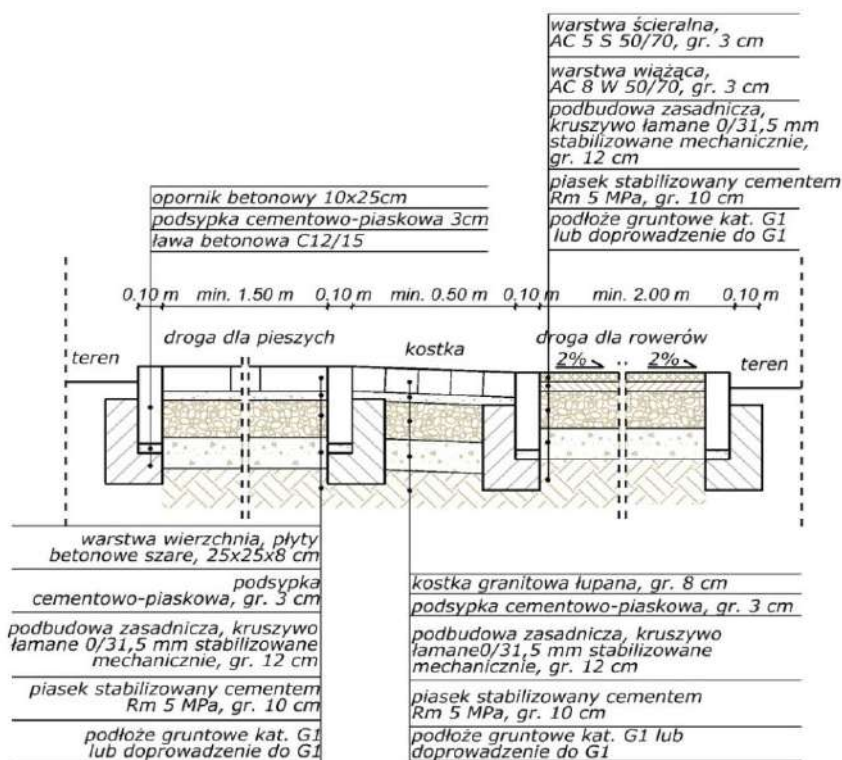 warstwa ścieralna,
AC 5 S 50/70, gr. 3 cm
warstwa wiążąca,
AC 8 W 50/70, gr. 3 cm
podbudowa zasadnicza,
kruszywo łamane 0/31,5 mm
stabilizowane mechanicznie,
gr. 12 cm
piasek stabilizowany cementem
Rm 5 MPa, gr. 10 cm
podłoże gruntowe kat. G1
lub doprowadzenie do G1
opornik betonowy 10x25cm
podsypka cementowo-piaskowa 3cm
ława betonowa C12/15
0.10 m min. 1.50 m 0.10 m min. 0.50 m 0.10 m min. 2.00 m 0.10 m
teren droga dla pieszych kostka droga dla rowerów teren
2% 2%
warstwa wierzchnia, płyty
betonowe szare, 25x25x8 cm
podsypka
cementowo-piaskowa, gr. 3 cm
podbudowa zasadnicza, kruszywo
łamane 0/31,5 mm stabilizowane
mechanicznie, gr. 12 cm
piasek stabilizowany cementem
Rm 5 MPa, gr. 10 cm
podłoże gruntowe kat. G1
lub doprowadzenie do G1
kostka granitowa łupana, gr. 8 cm
podsypka cementowo-piaskowa, gr. 3 cm
podbudowa zasadnicza, kruszywo
łamane0/31,5 mm stabilizowane
mechanicznie, gr. 12 cm
piasek stabilizowany cementem
Rm 5 MPa, gr. 10 cm
podłoże gruntowe kat. G1 lub
doprowadzenie do G1